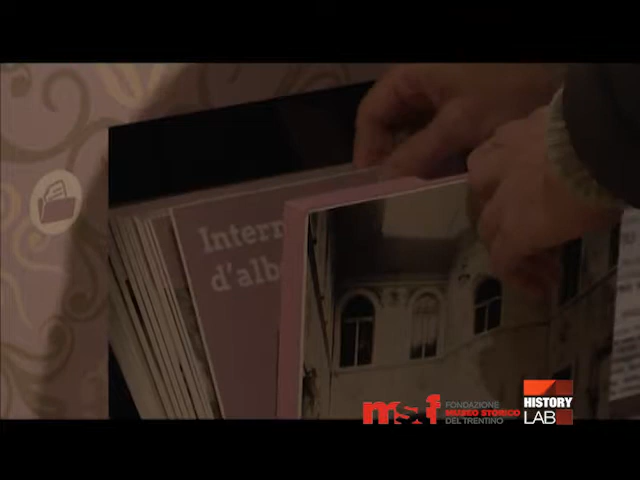 Intern
d'alb
msf
FONDAZIONE
MUSEO STORICO
DEL TRENTINO
HISTORY
LAB